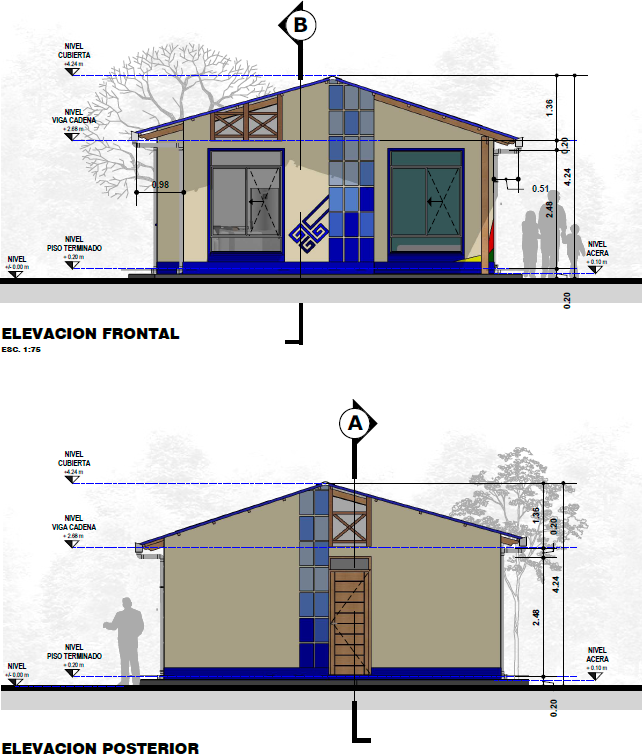 B
NIVEL
CUBIERTA
+4.24 m
NIVEL
VIGA CADENA
+ 2.68 m
1.36
0.20
4.24
0.98
0.51
2.48
NIVEL
PISO TERMINADO
+ 0.20 m
NIVEL
+/- 0.00 m
NIVEL
ACERA
+ 0.10 m
0.20
ELEVACION FRONTAL
ESC. 1:75
A
NIVEL
CUBIERTA
+4.24 m
NIVEL
VIGA CADENA
+ 2.68 m
1.36
0.20
4.24
2.48
NIVEL
PISO TERMINADO
+ 0.20 m
NIVEL
+/- 0.00 m
NIVEL
ACERA
+ 0.10 m
0.20
ELEVACION POSTERIOR